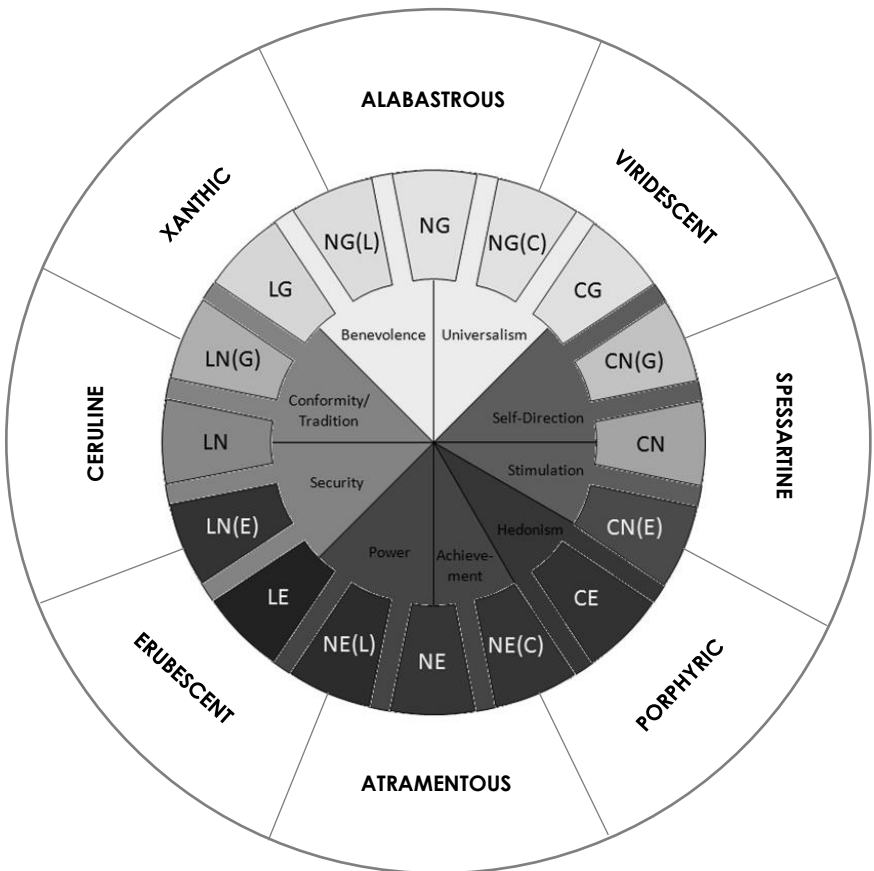 ALABASTROUS
VIRIDESCENT
SPESSARTINE
PORPHYRIC
ATRAMENTOUS
ERUBESCENT
CERULINE
XANTHIC
NG
NG(C)
CG
CN(G)
CN
CN(E)
CE
NE(C)
NE
NE(L)
LE
LN(E)
LN
LN(G)
LG
NG(L)
Benevolence
Universalism
Self-Direction
Stimulation
Hedonism
Achieve-
ment
Power
Security
Conformity/
Tradition